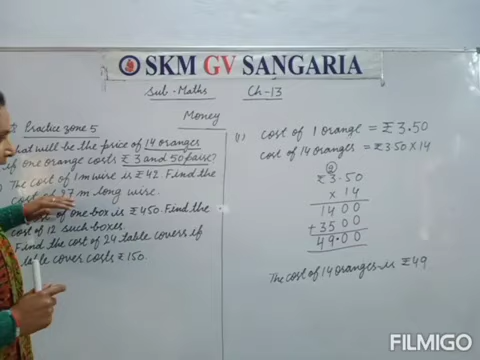 SKM GV SANGARIA
Sub - Maths Ch-13
Money
Practice zone 5
what will be the price of 14 oranges
if one orange costs ₹ 3 and 50 paise?
The cost of 1 m wire is ₹ 42. Find the
cost of 27 m long wire.
of one box is ₹ 450. Find the
cost of 12 such boxes.
Find the cost of 24 table covers if
table cover costs ₹ 150.
cost of 1 orange = ₹ 3.50
cost of 14 oranges = ₹ 3.50 x 14
₹ 3.50
x 14
1400
+ 3500
49.00
The cost of 14 oranges is ₹ 49
FILMIGO